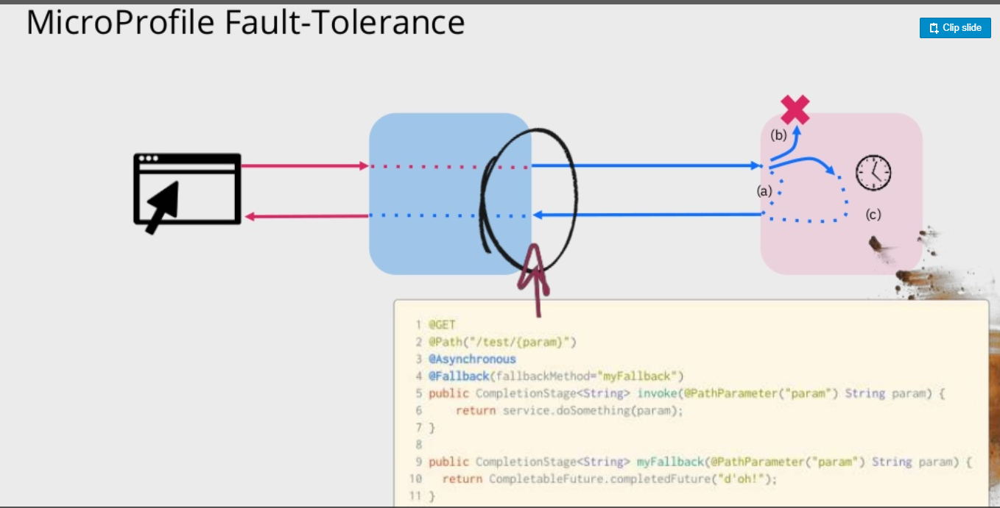 MicroProfile Fault-Tolerance
Clip slide
(b)
(a)
(c)
1 @GET
2 @Path("/test/{param}")
3 @Asynchronous
4 @Fallback(fallbackMethod="myFallback")
5 public CompletionStage<String> invoke(@PathParameter("param") String param) {
6     return service.doSomething(param);
7 }
8
9 public CompletionStage<String> myFallback(@PathParameter("param") String param) {
10   return CompletableFuture.completedFuture("d'oh!");
11 }